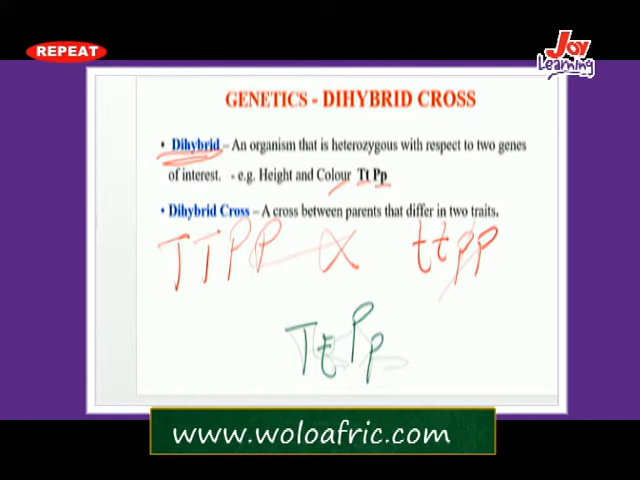 REPEAT
Joy
Learning
GENETICS - DIHYBRID CROSS
• Dihybrid – An organism that is heterozygous with respect to two genes
of interest. - e.g. Height and Colour Tt Pp
• Dihybrid Cross – A cross between parents that differ in two traits.
TTPP X ttpp
TtPp
www.woloafric.com